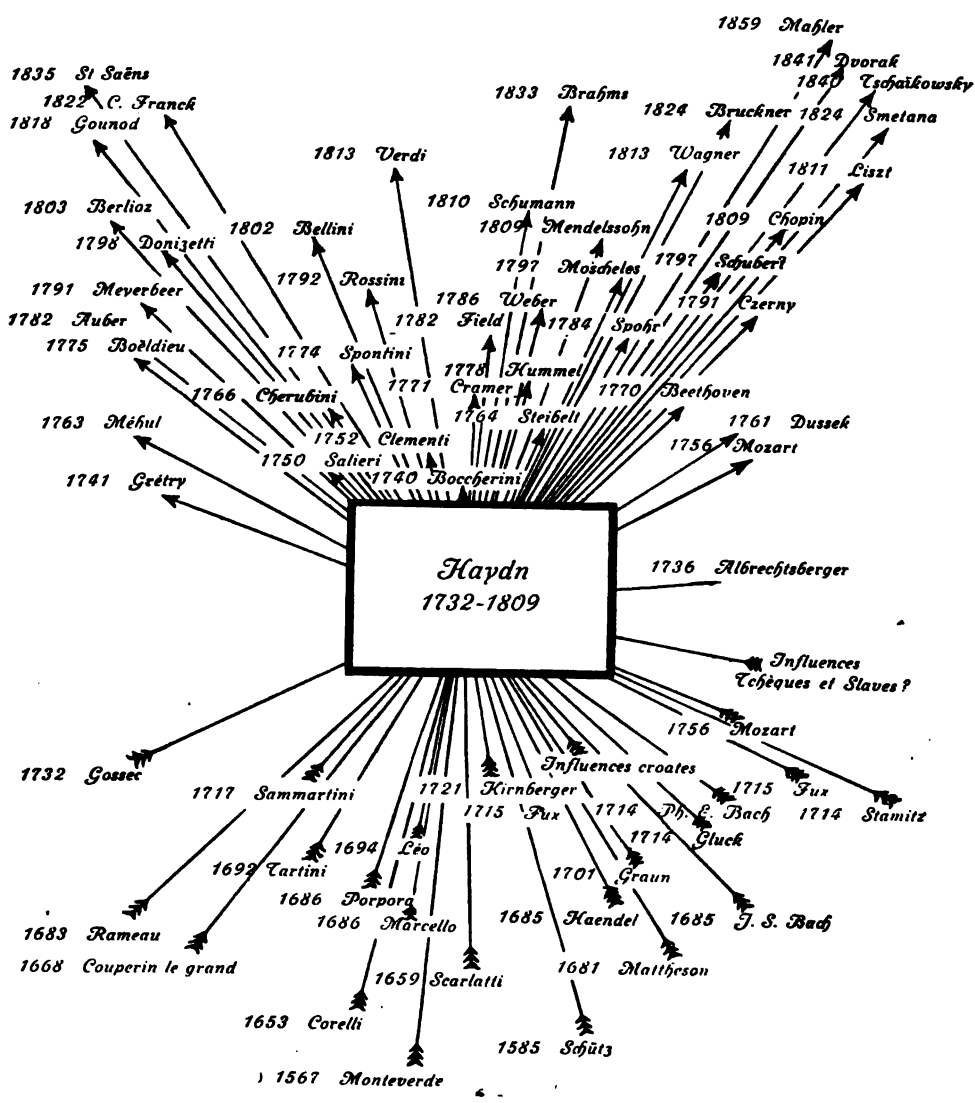 1859 Mahler
1841 Dvorak
1835 St Saëns
1840 Tschaïkowsky
1822 C. Franck
1833 Brahms
1824 Bruckner
1824 Smetana
1818 Gounod
1813 Verdi
1813 Wagner
1811 Liszt
1803 Berlioz
1810 Schumann
1809 Chopin
1802 Bellini
1809 Mendelssohn
1798 Donizetti
1797 Moscheles
1797 Schubert
1792 Rossini
1791 Meyerbeer
1786 Weber
1791 Czerny
1782 Auber
1782 Field
1784 Spohr
1775 Boëldieu
1774 Spontini
1778 Hummel
1766 Cherubini
1771 Cramer
1770 Beethoven
1763 Méhul
1764 Steibelt
1761 Dussek
1752 Clementi
1756 Mozart
1750 Salieri
1741 Grétry
1740 Boccherini
Haydn
1732-1809
1736 Albrechtsberger
Influences
Tchèques et Slaves?
1756 Mozart
1732 Gossec
Influences croates
1717 Sammartini
1721 Kirnberger
1715 Fux
1715 Fux
1714 Ph. E. Bach
1714 Stamitz
1714 Gluck
1694 Léo
1692 Tartini
1701 Graun
1686 Porpora
1686 Marcello
1685 Haendel
1685 J. S. Bach
1683 Rameau
1668 Couperin le grand
1659 Scarlatti
1681 Mattheson
1653 Corelli
1585 Schütz
1567 Monteverde